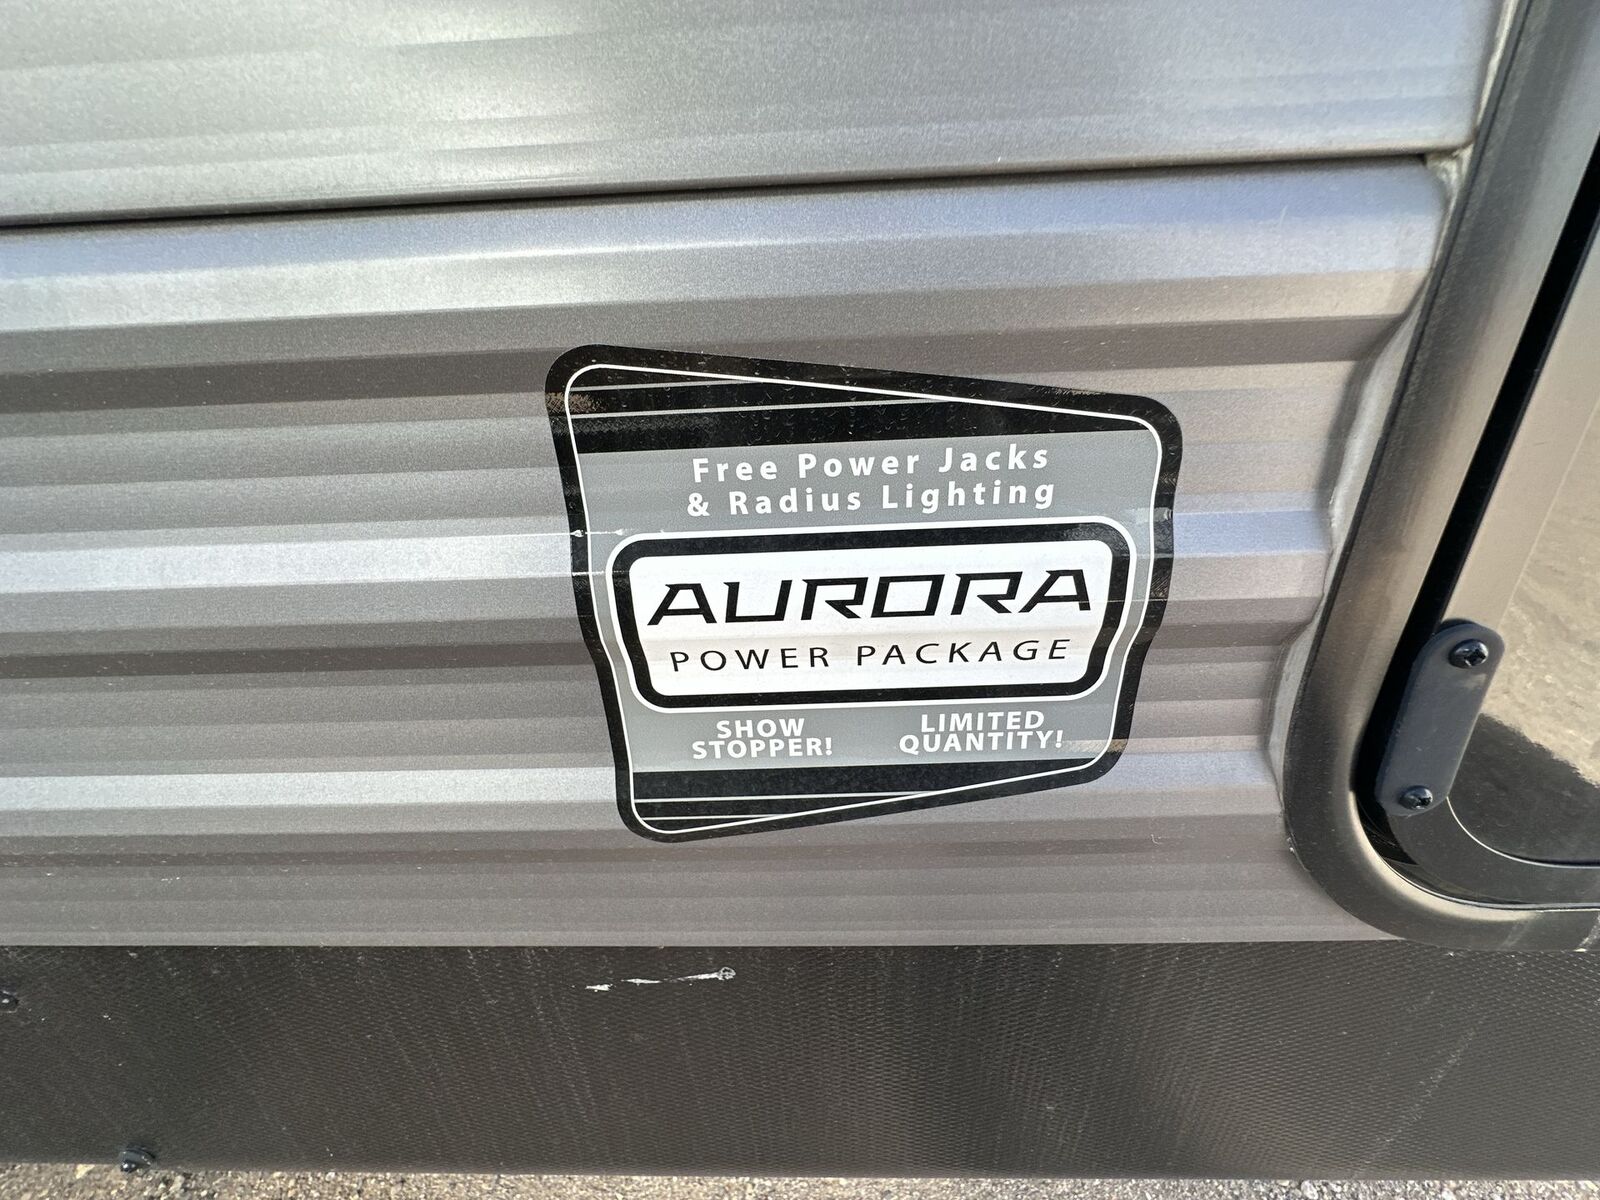 Free Power Jacks
& Radius Lighting
AURORA
POWER PACKAGE
SHOW
STOPPER!
LIMITED
QUANTITY!